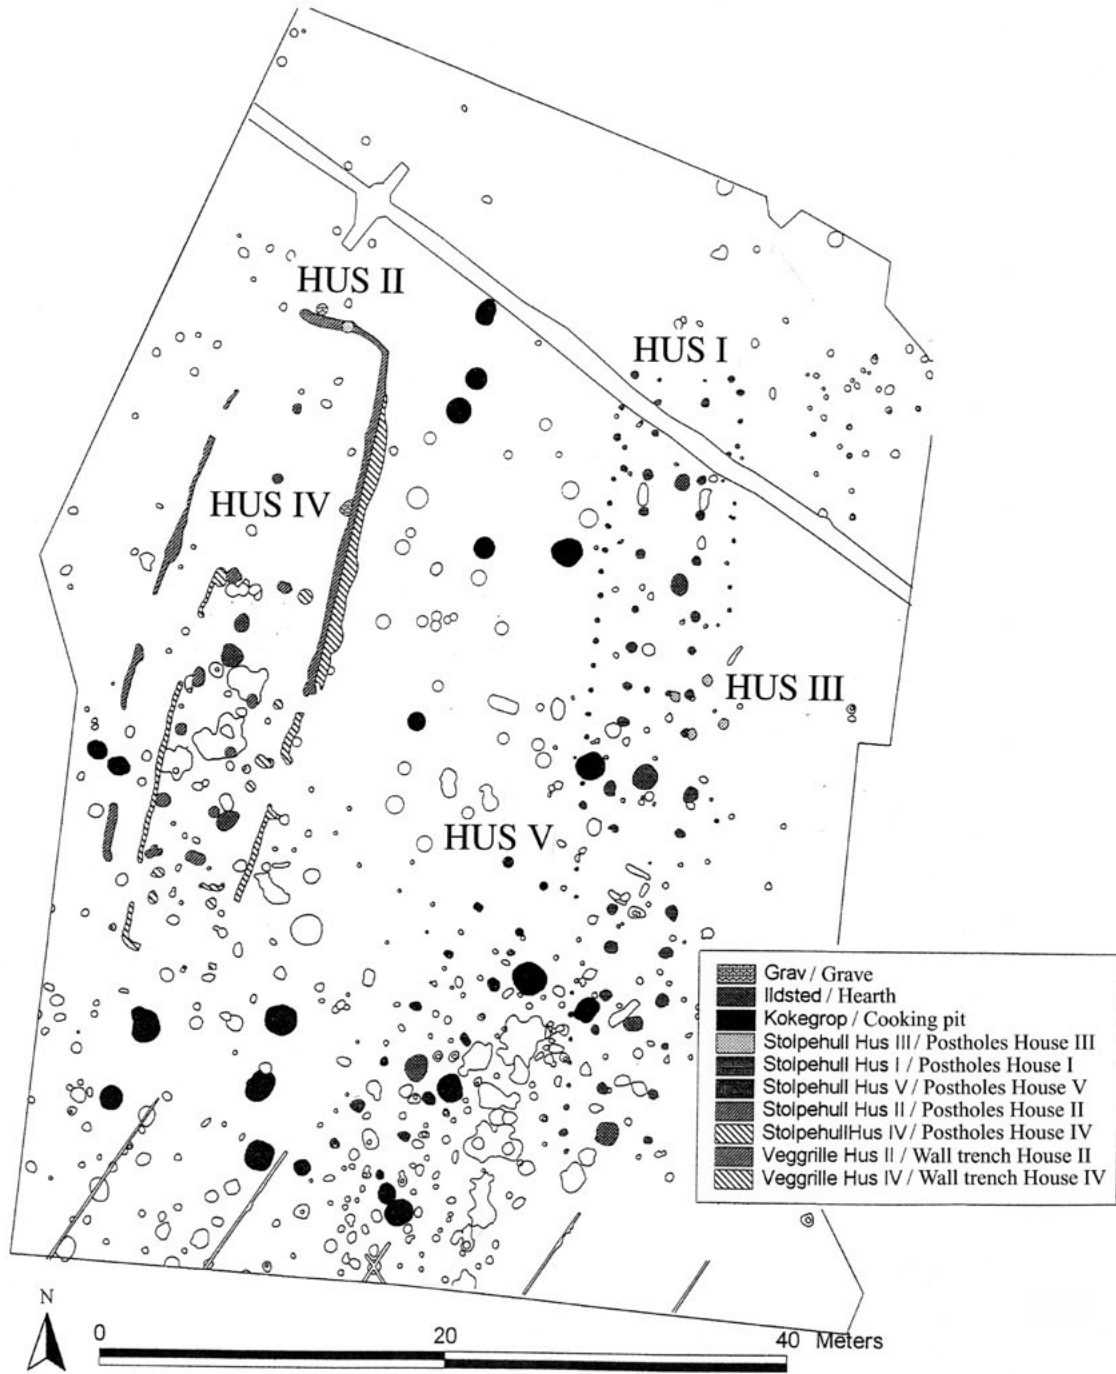 HUS II
HUS I
HUS IV
HUS III
HUS V
Grav / Grave
Ildsted / Hearth
Kokegrop / Cooking pit
Stolpehull Hus III / Postholes House III
Stolpehull Hus I / Postholes House I
Stolpehull Hus V / Postholes House V
Stolpehull Hus II / Postholes House II
StolpehullHus IV / Postholes House IV
Veggrille Hus II / Wall trench House II
Veggrille Hus IV / Wall trench House IV
N
0 20 40 Meters